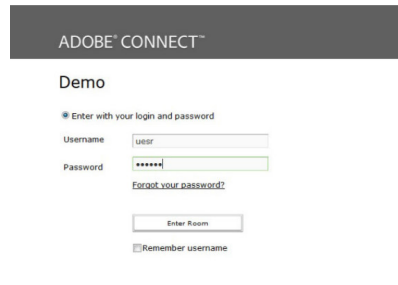 ADOBE® CONNECT™
Demo
Enter with your login and password
Username uesr
Password ••••••
Forgot your password?
Enter Room
Remember username